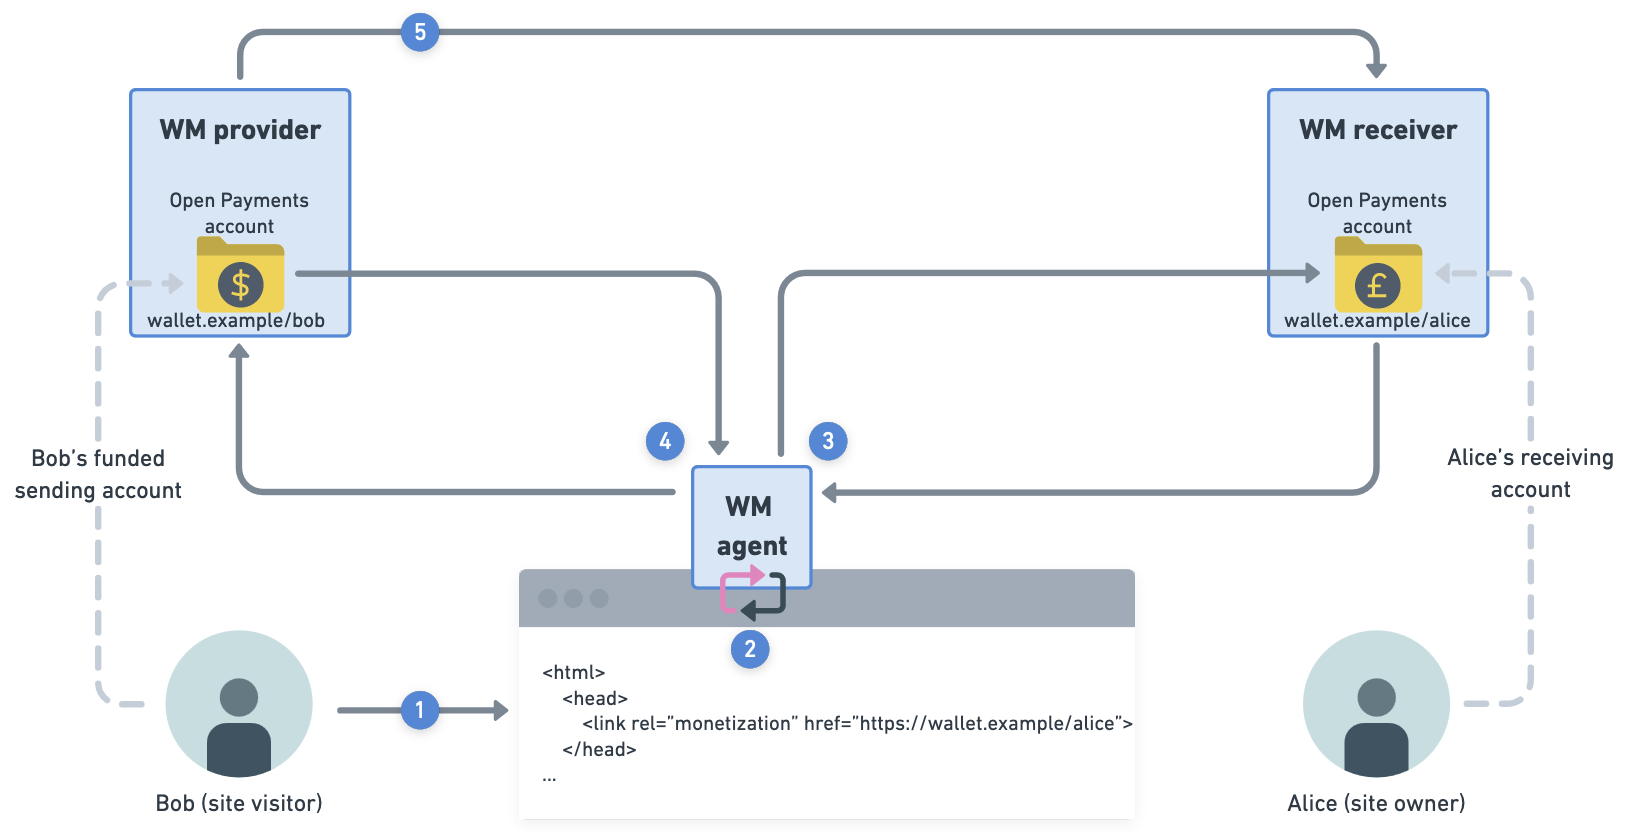 5
WM provider
Open Payments
account
$
wallet.example/bob
WM receiver
Open Payments
account
£
wallet.example/alice
Bob’s funded
sending account
4
3
Alice’s receiving
account
WM
agent
2
1
<html>
<head>
<link rel=”monetization” href=”https://wallet.example/alice”>
</head>
...
Bob (site visitor)
Alice (site owner)